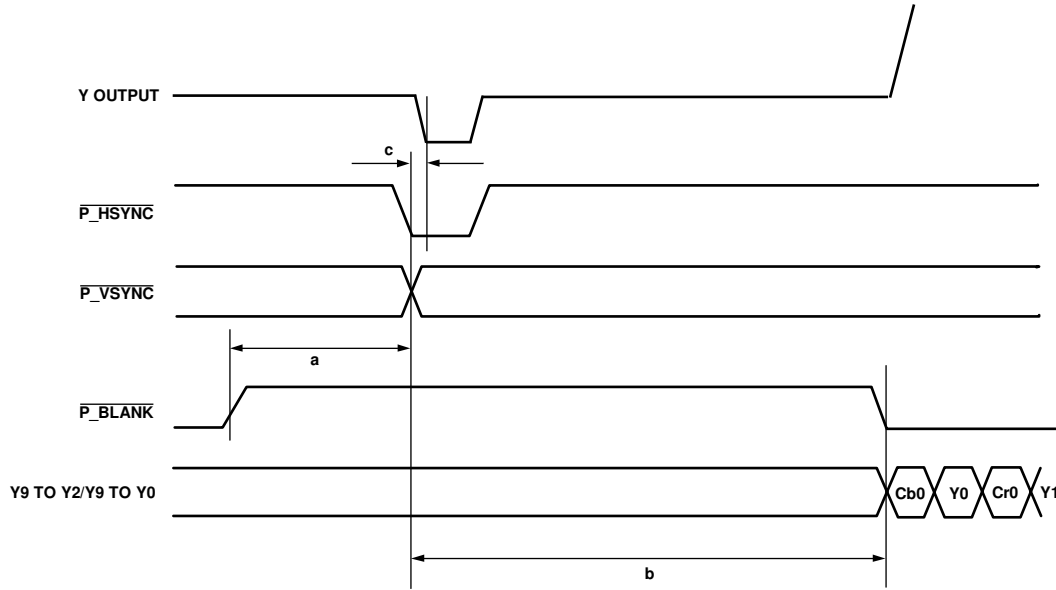 Y OUTPUT
c
P_HSYNC
P_VSYNC
a
P_BLANK
Y9 TO Y2/Y9 TO Y0
Cb0 Y0 Cr0 Y1
b